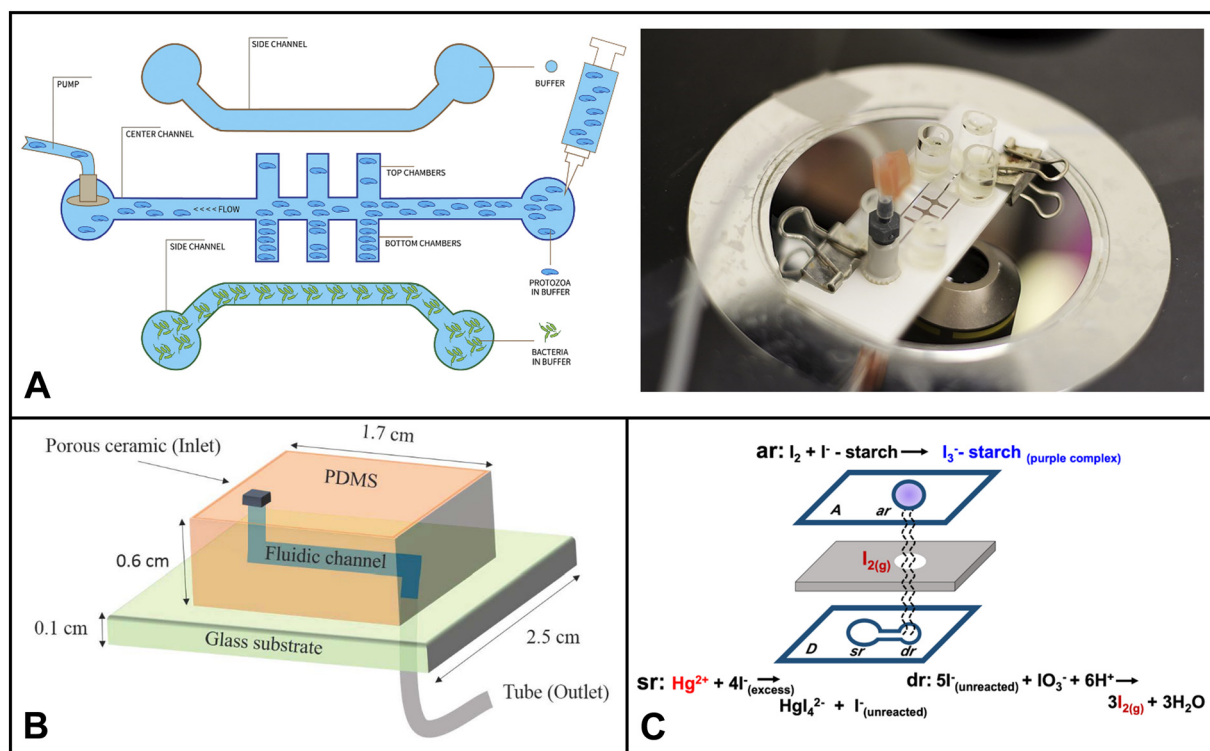 SIDE CHANNEL
BUFFER
PUMP
CENTER CHANNEL
TOP CHAMBERS
<<<<FLOW
SIDE CHANNEL
BOTTOM CHAMBERS
PROTOZOA
IN BUFFER
BACTERIA
IN BUFFER
A
Porous ceramic (Inlet)
1.7 cm
PDMS
0.6 cm
Fluidic channel
0.1 cm
Glass substrate
2.5 cm
Tube (Outlet)
B
ar: I₂ + I⁻ - starch ⟶ I₃⁻- starch (purple complex)
A
ar
I₂(g)
D
sr
dr
sr: Hg²⁺ + 4I⁻(excess) ⟶
HgI₄²⁻ + I⁻(unreacted)
dr: 5I⁻(unreacted) + IO₃⁻ + 6H⁺ ⟶
3I₂(g) + 3H₂O
C